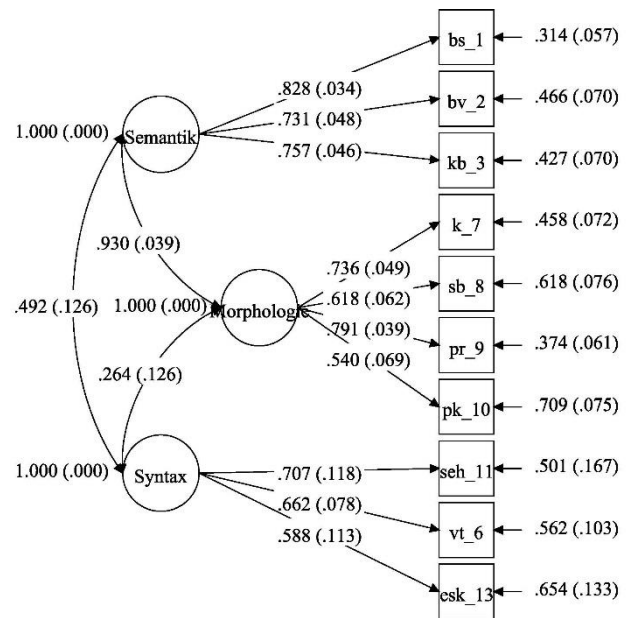 bs_1
.314 (.057)
.828 (.034)
bv_2
.466 (.070)
.731 (.048)
1.000 (.000)
Semantik
.757 (.046)
kb_3
.427 (.070)
k_7
.458 (.072)
.930 (.039)
.736 (.049)
sb_8
.618 (.076)
.618 (.062)
.492 (.126)
1.000 (.000)
Morphologie
.791 (.039)
pr_9
.374 (.061)
.540 (.069)
.264 (.126)
pk_10
.709 (.075)
1.000 (.000)
Syntax
.707 (.118)
seh_11
.501 (.167)
.662 (.078)
vt_6
.562 (.103)
.588 (.113)
csk_13
.654 (.133)